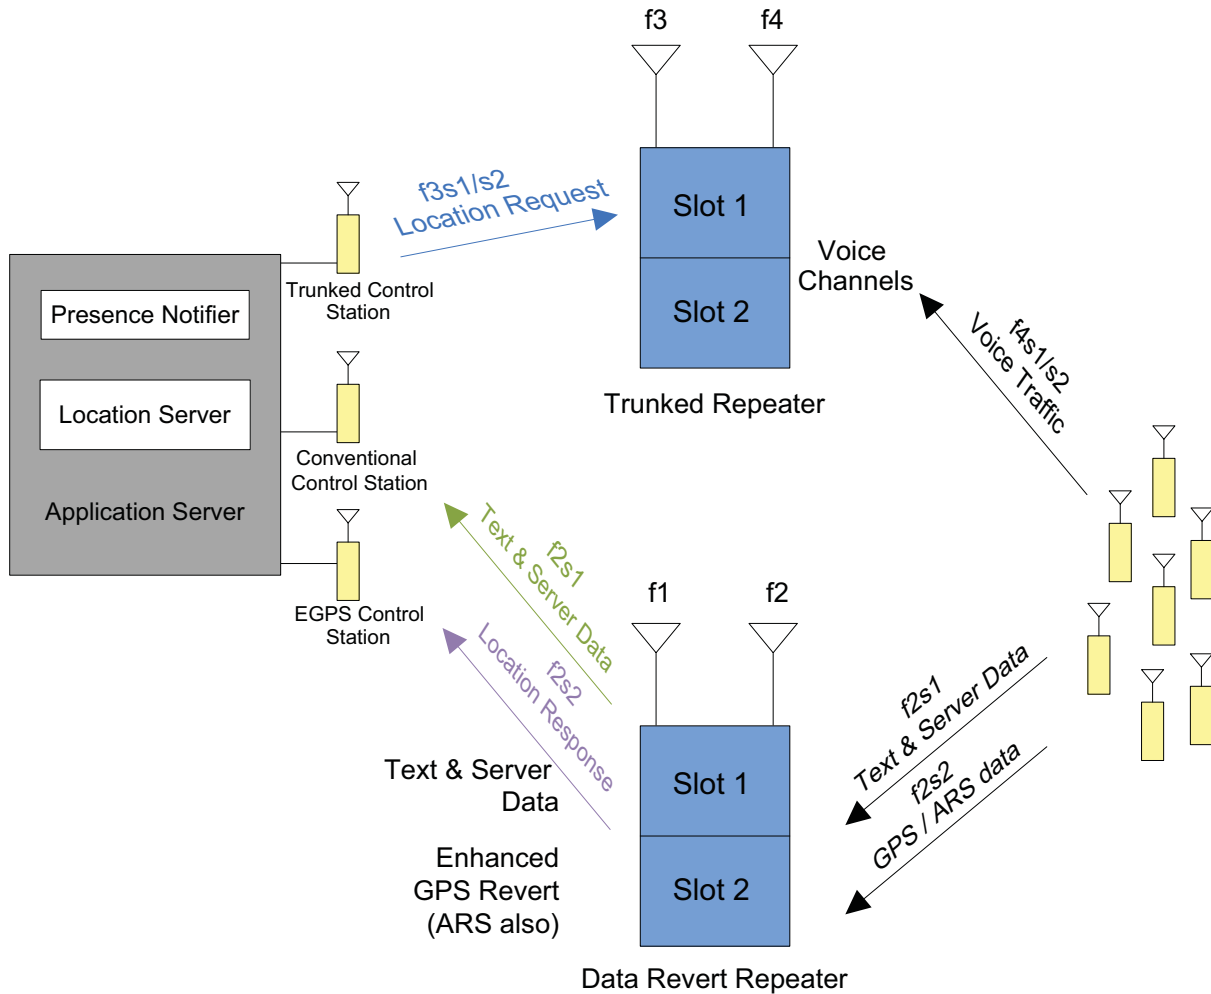 f3
f4
f3s1/s2
Location Request
Slot 1
Slot 2
Voice
Channels
Trunked Repeater
f4s1/s2
Voice Traffic
Trunked Control
Station
Presence Notifier
Location Server
Application Server
Conventional
Control Station
EGPS Control
Station
f2s1
Text & Server Data
f2s2
Location Response
f1
f2
Text & Server
Data
Slot 1
Enhanced
GPS Revert
(ARS also)
Slot 2
Data Revert Repeater
f2s1
Text & Server Data
f2s2
GPS / ARS data